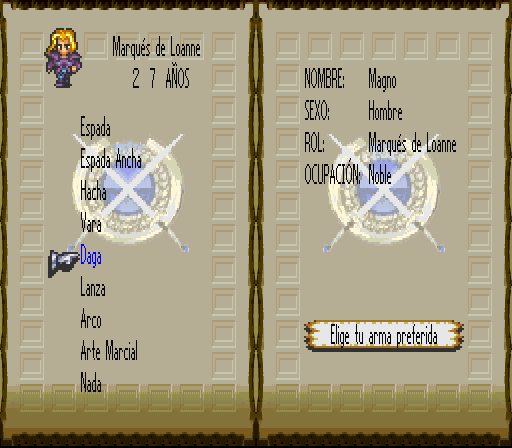 Marqués de Loanne
2 7 AÑOS
Espada
Espada Ancha
Hacha
Vara
Daga
Lanza
Arco
Arte Marcial
Nada
NOMBRE: Magno
SEXO: Hombre
ROL: Marqués de Loanne
OCUPACIÓN: Noble
Elige tu arma preferida